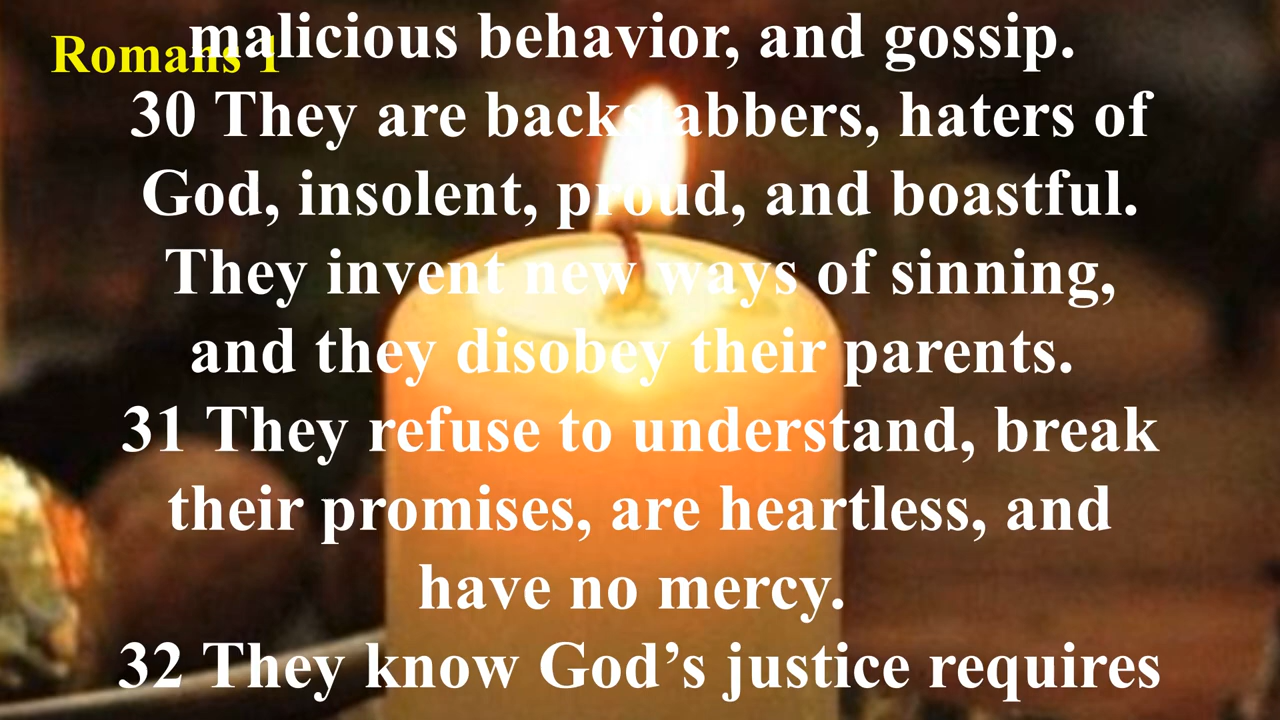 Romans 1
malicious behavior, and gossip.
30 They are backstabbers, haters of
God, insolent, proud, and boastful.
They invent new ways of sinning,
and they disobey their parents.
31 They refuse to understand, break
their promises, are heartless, and
have no mercy.
32 They know God’s justice requires